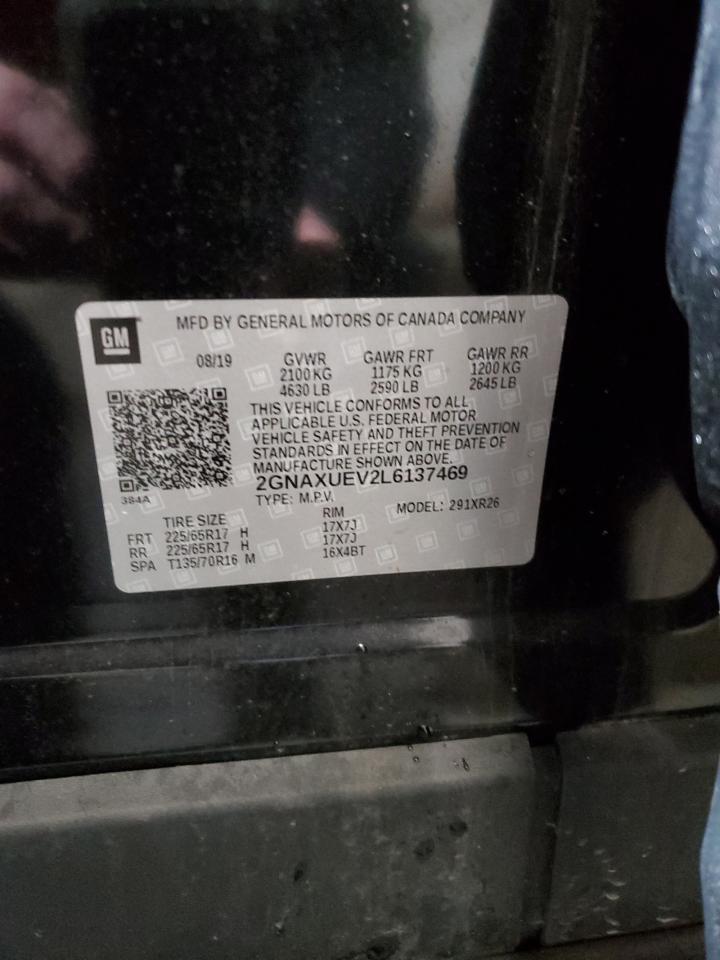 GM
MFD BY GENERAL MOTORS OF CANADA COMPANY
08/19 GVWR GAWR FRT GAWR RR
2100 KG 1175 KG 1200 KG
4630 LB 2590 LB 2645 LB
THIS VEHICLE CONFORMS TO ALL
APPLICABLE U.S. FEDERAL MOTOR
VEHICLE SAFETY AND THEFT PREVENTION
STANDARDS IN EFFECT ON THE DATE OF
MANUFACTURE SHOWN ABOVE.
2GNAXUEV2L6137469
384A
TYPE: M.P.V. MODEL: 291XR26
TIRE SIZE RIM
FRT 225/65R17 H 17X7J
RR 225/65R17 H 17X7J
SPA T135/70R16 M 16X4BT